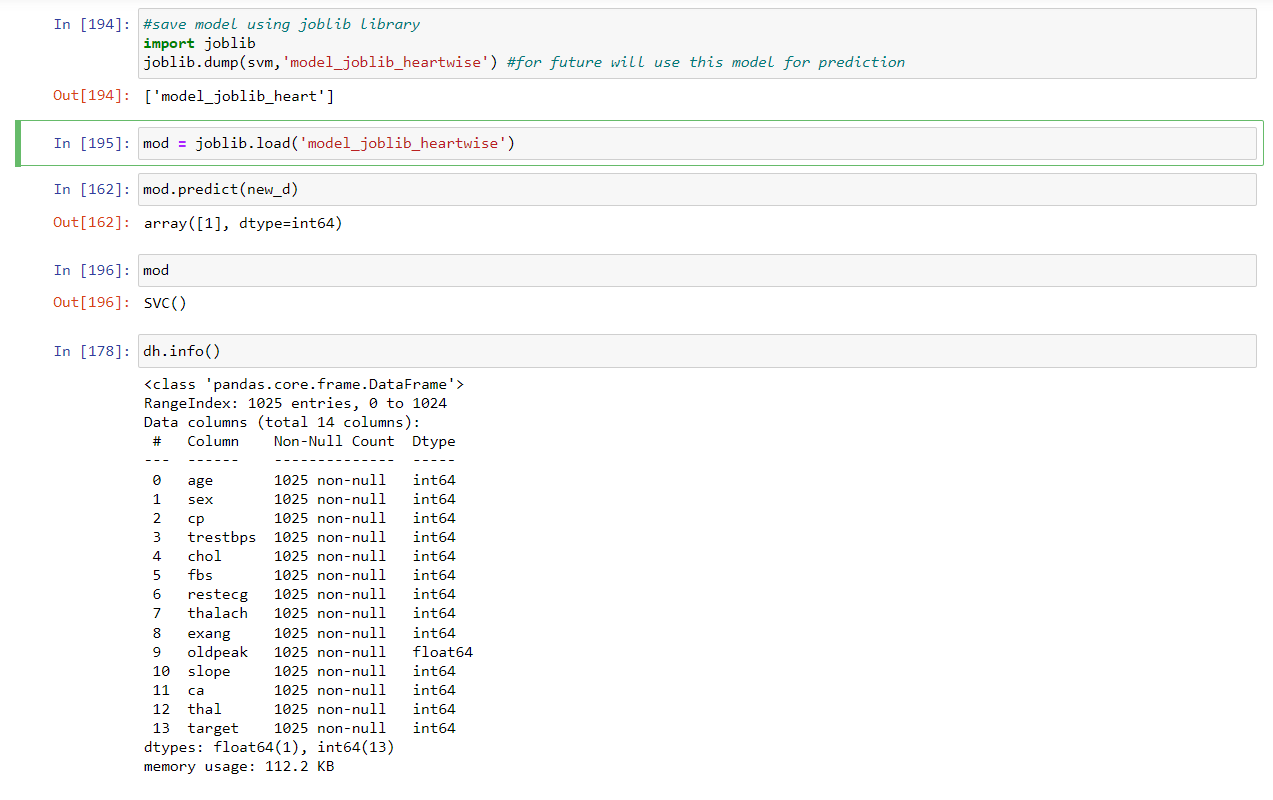 In [194]: #save model using joblib library
import joblib
joblib.dump(svm,'model_joblib_heartwise') #for future will use this model for prediction
Out[194]: ['model_joblib_heart']
In [195]: mod = joblib.load('model_joblib_heartwise')
In [162]: mod.predict(new_d)
Out[162]: array([1], dtype=int64)
In [196]: mod
Out[196]: SVC()
In [178]: dh.info()
<class 'pandas.core.frame.DataFrame'>
RangeIndex: 1025 entries, 0 to 1024
Data columns (total 14 columns):
 #   Column    Non-Null Count  Dtype
---  ------    --------------  -----
 0   age       1025 non-null   int64
 1   sex       1025 non-null   int64
 2   cp        1025 non-null   int64
 3   trestbps  1025 non-null   int64
 4   chol      1025 non-null   int64
 5   fbs       1025 non-null   int64
 6   restecg   1025 non-null   int64
 7   thalach   1025 non-null   int64
 8   exang     1025 non-null   int64
 9   oldpeak   1025 non-null   float64
 10  slope     1025 non-null   int64
 11  ca        1025 non-null   int64
 12  thal      1025 non-null   int64
 13  target    1025 non-null   int64
dtypes: float64(1), int64(13)
memory usage: 112.2 KB